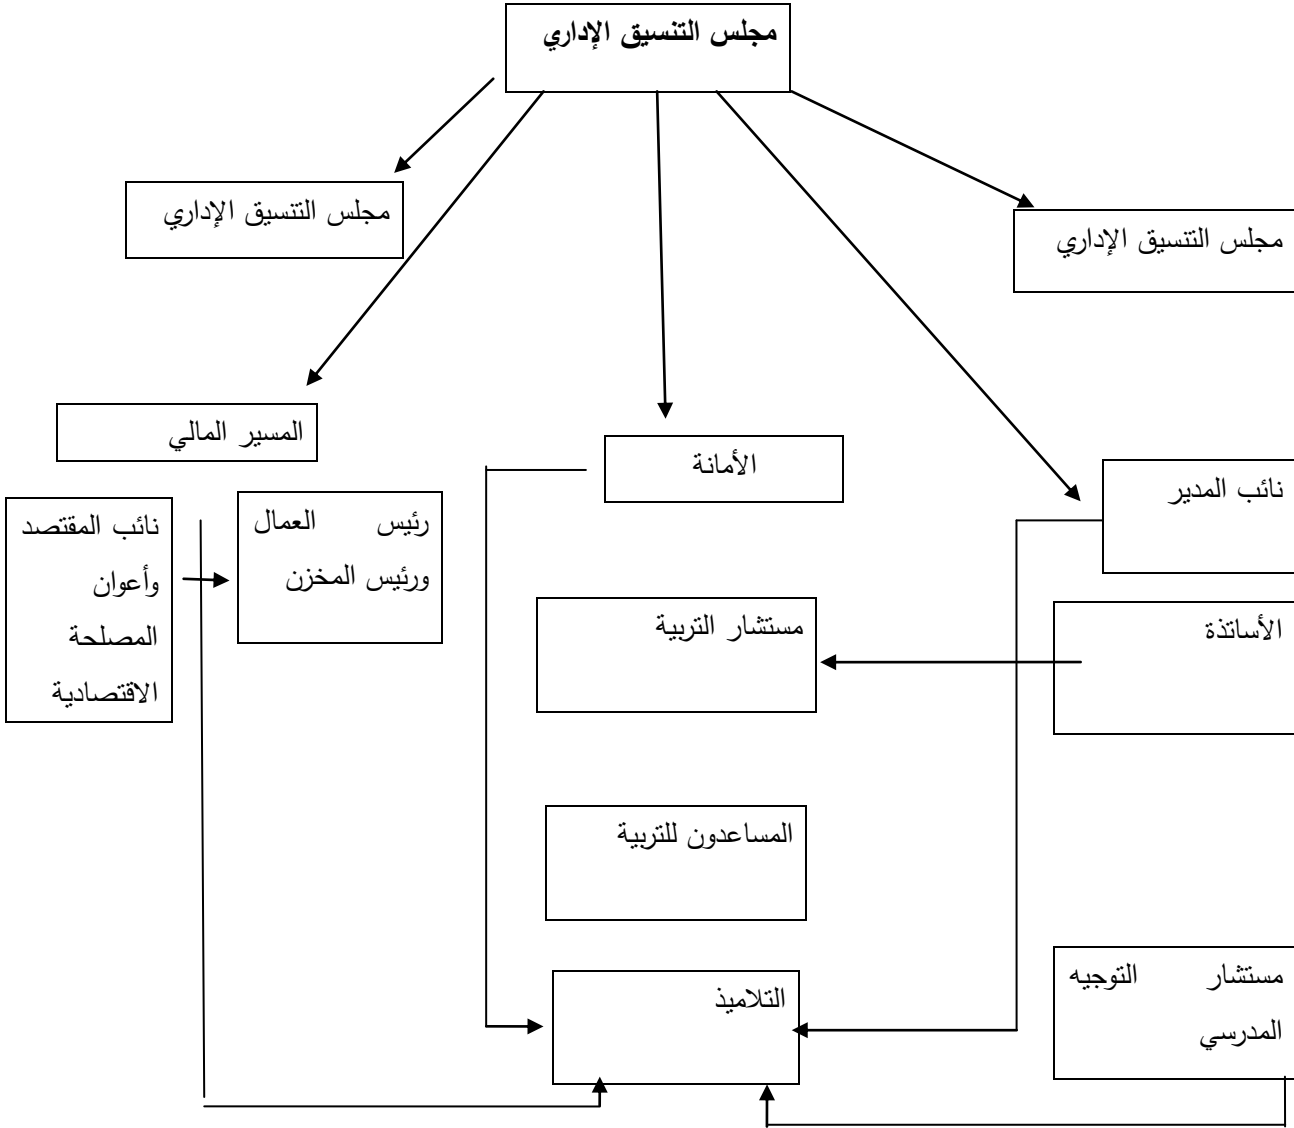 مجلس التنسيق الإداري
مجلس التنسيق الإداري
مجلس التنسيق الإداري
المسير المالي
الأمانة
نائب المدير
نائب المقتصد
وأعوان
المصلحة
الاقتصادية
رئيس العمال
ورئيس المخزن
مستشار التربية
الأساتذة
المساعدون للتربية
التلاميذ
مستشار التوجيه
المدرسي